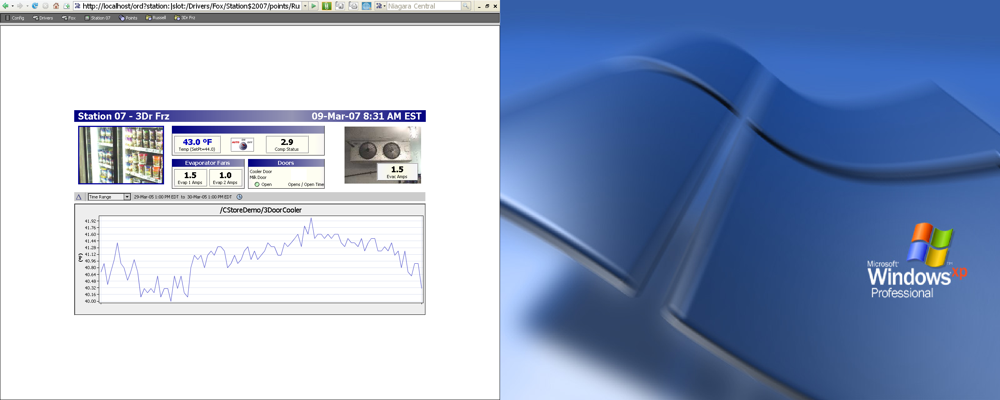 http://localhost/ord?station:|slot:/Drivers/Fox/Station$2007/points/Ru
Niagara Central
Config Drivers Fox Station 07 Points Russell 3Dr Frz
Station 07 - 3Dr Frz 09-Mar-07 8:31 AM EST
43.0 ºF
Temp (SetPt=44.0)
AUTO ON OFF
2.9
Comp Status
Evaporator Fans
1.5
Evap 1 Amps
1.0
Evap 2 Amps
Doors
Cooler Door
Milk Door
Open Opens / Open Time
1.5
Evac Amps
Time Range 29-Mar-05 1:00 PM EDT to 30-Mar-05 1:00 PM EDT
/CStoreDemo/3DoorCooler
(ºF)
41.92
41.76
41.60
41.44
41.28
41.12
40.96
40.80
40.64
40.48
40.32
40.16
40.00
Microsoft
Windows xp
TM
Professional